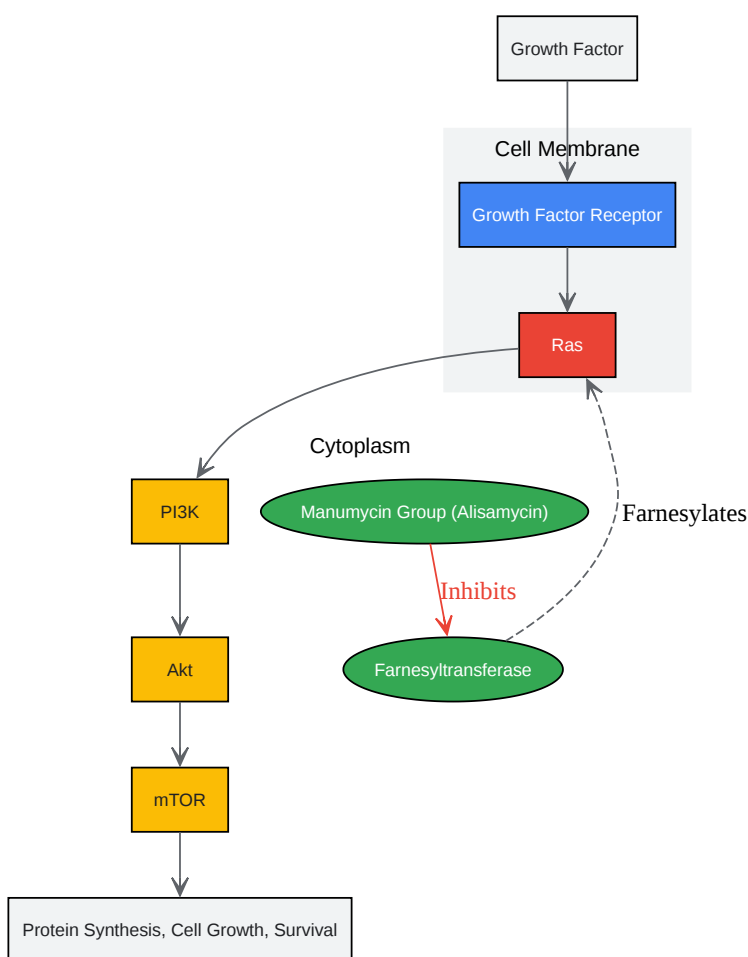 Growth Factor
Cell Membrane
Growth Factor Receptor
Ras
Cytoplasm
PI3K
Manumycin Group (Alisamycin)
Farnesylates
Inhibits
Akt
Farnesyltransferase
mTOR
Protein Synthesis, Cell Growth, Survival